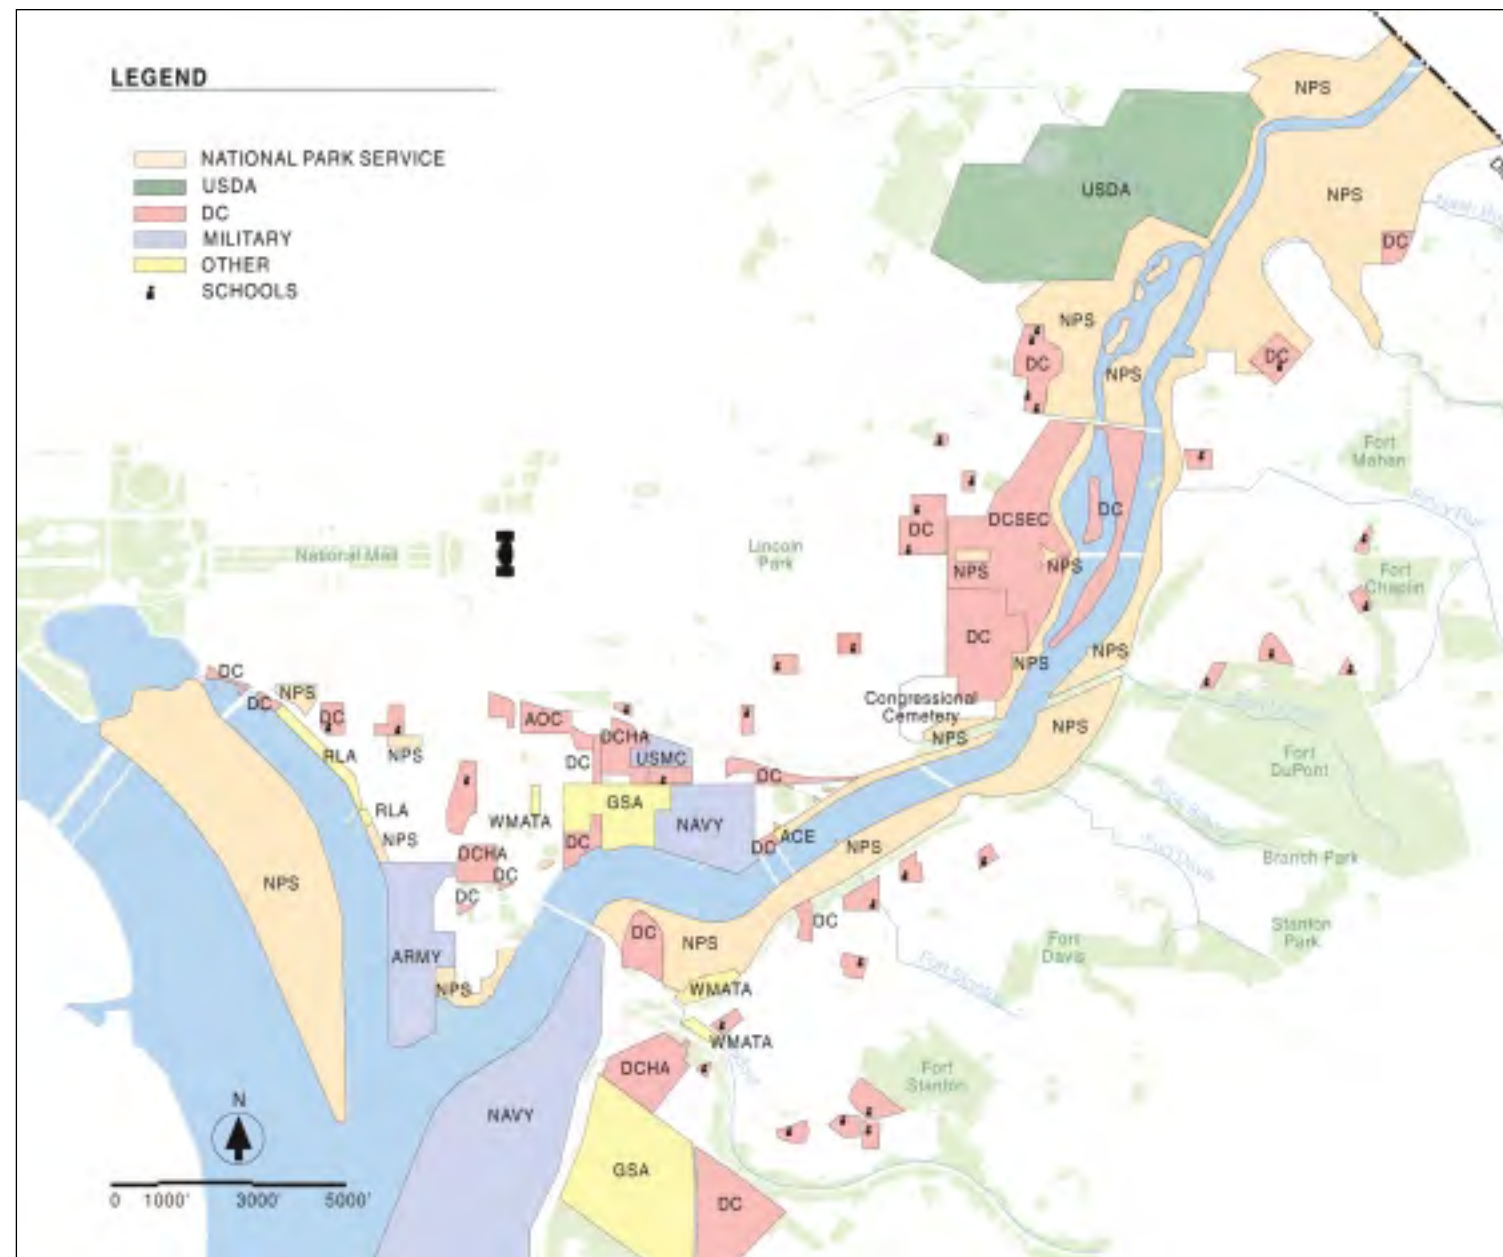 LEGEND
NATIONAL PARK SERVICE
USDA
DC
MILITARY
OTHER
SCHOOLS
NPS
USDA
NPS
DC
NPS
DC
DC
NPS
Fort
Mahan
DCSEC
DC
DC
National Mall
Lincoln
Park
NPS
NPS
Fort
Chaplin
DC
NPS
NPS
DC
DC
NPS
DC
Congressional
Cemetery
NPS
NPS
AOC
DCHA
RLA
NPS
DC
USMC
DC
Fort
DuPont
RLA
NPS
WMATA
GSA
NAVY
DC
DC
ACE
NPS
Branch Park
DCHA
DC
DC
NPS
ARMY
NPS
DC
NPS
DC
Fort
Davis
Stanton
Park
Fort Stanton
WMATA
WMATA
DCHA
Fort
Stanton
NAVY
GSA
DC
N
0 1000' 3000' 5000'